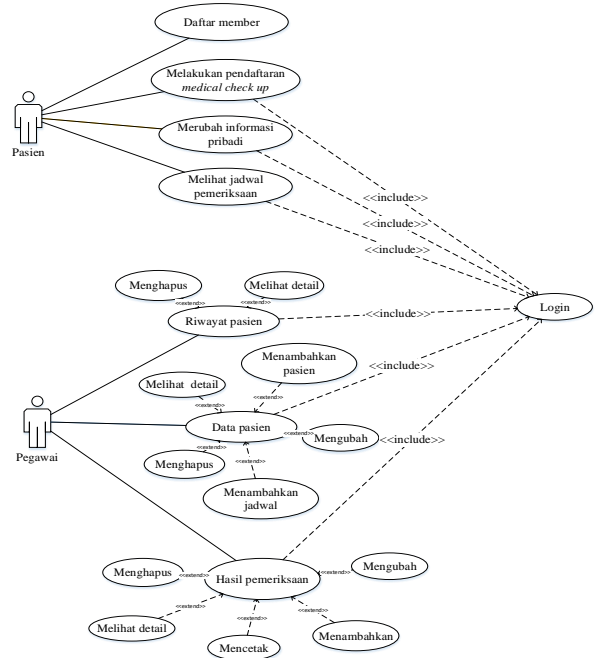 Daftar member
Melakukan pendaftaran
medical check up
Merubah informasi
pribadi
Pasien
Melihat jadwal
pemeriksaan
<<include>>
<<include>>
<<include>>
Menghapus
Melihat detail
<<extend>>
<<extend>>
Riwayat pasien
<<include>>
Login
Menambahkan
pasien
<<include>>
Melihat detail
<<extend>>
<<extend>>
Data pasien
<<extend>>
Mengubah
<<include>>
Pegawai
<<extend>>
Menghapus
<<extend>>
Menambahkan
jadwal
Menghapus
<<extend>>
Hasil pemeriksaan
<<extend>>
Mengubah
<<extend>>
<<extend>>
<<extend>>
Melihat detail
Mencetak
Menambahkan